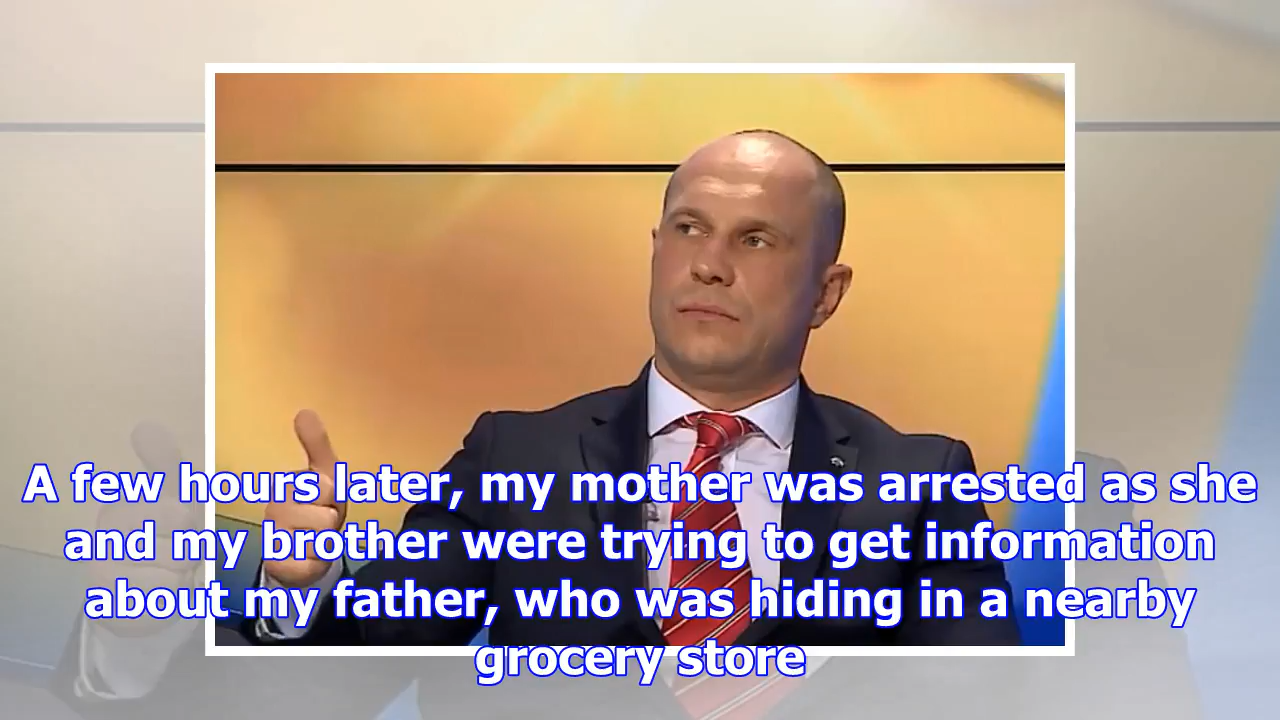 A few hours later, my mother was arrested as she
and my brother were trying to get information
about my father, who was hiding in a nearby
grocery store